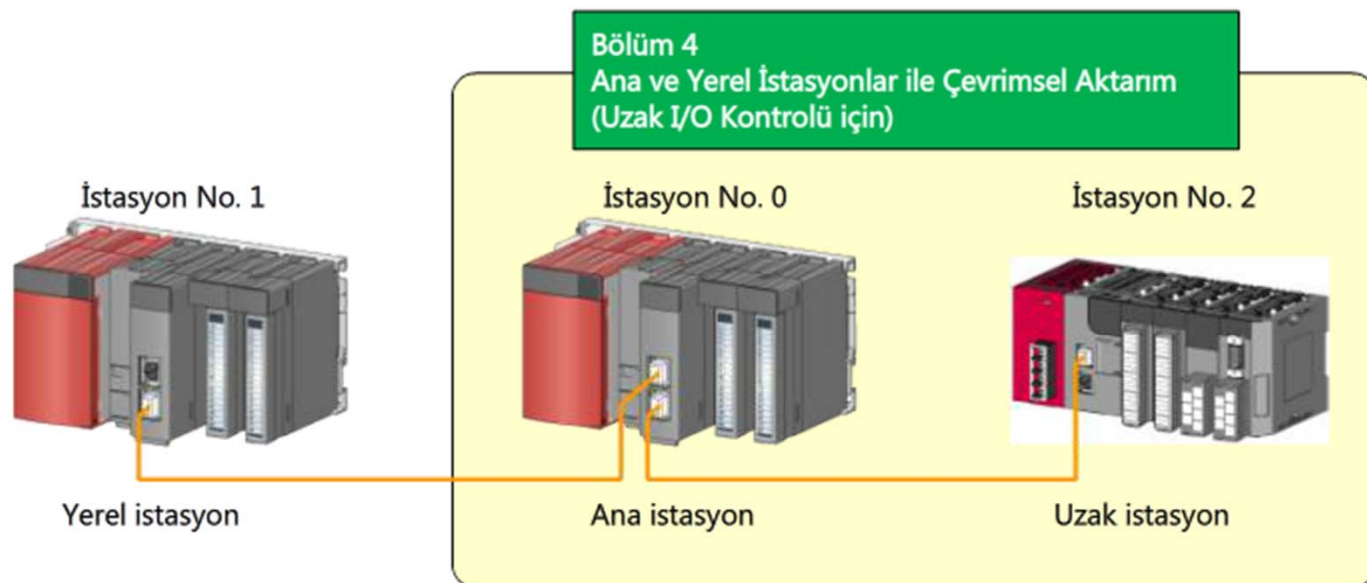 Bölüm 4
Ana ve Yerel İstasyonlar ile Çevrimsel Aktarım
(Uzak I/O Kontrolü için)
İstasyon No. 1
İstasyon No. 0
İstasyon No. 2
Yerel istasyon
Ana istasyon
Uzak istasyon